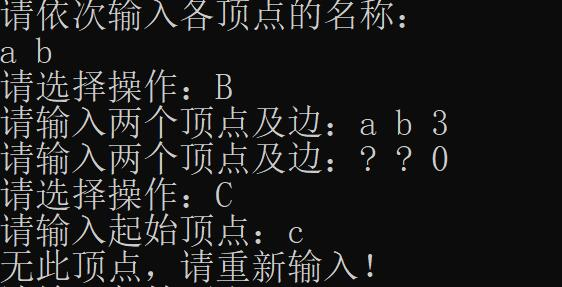 请依次输入各顶点的名称：
a b
请选择操作：B
请输入两个顶点及边：a b 3
请输入两个顶点及边：? ? 0
请选择操作：C
请输入起始顶点：c
无此顶点，请重新输入！